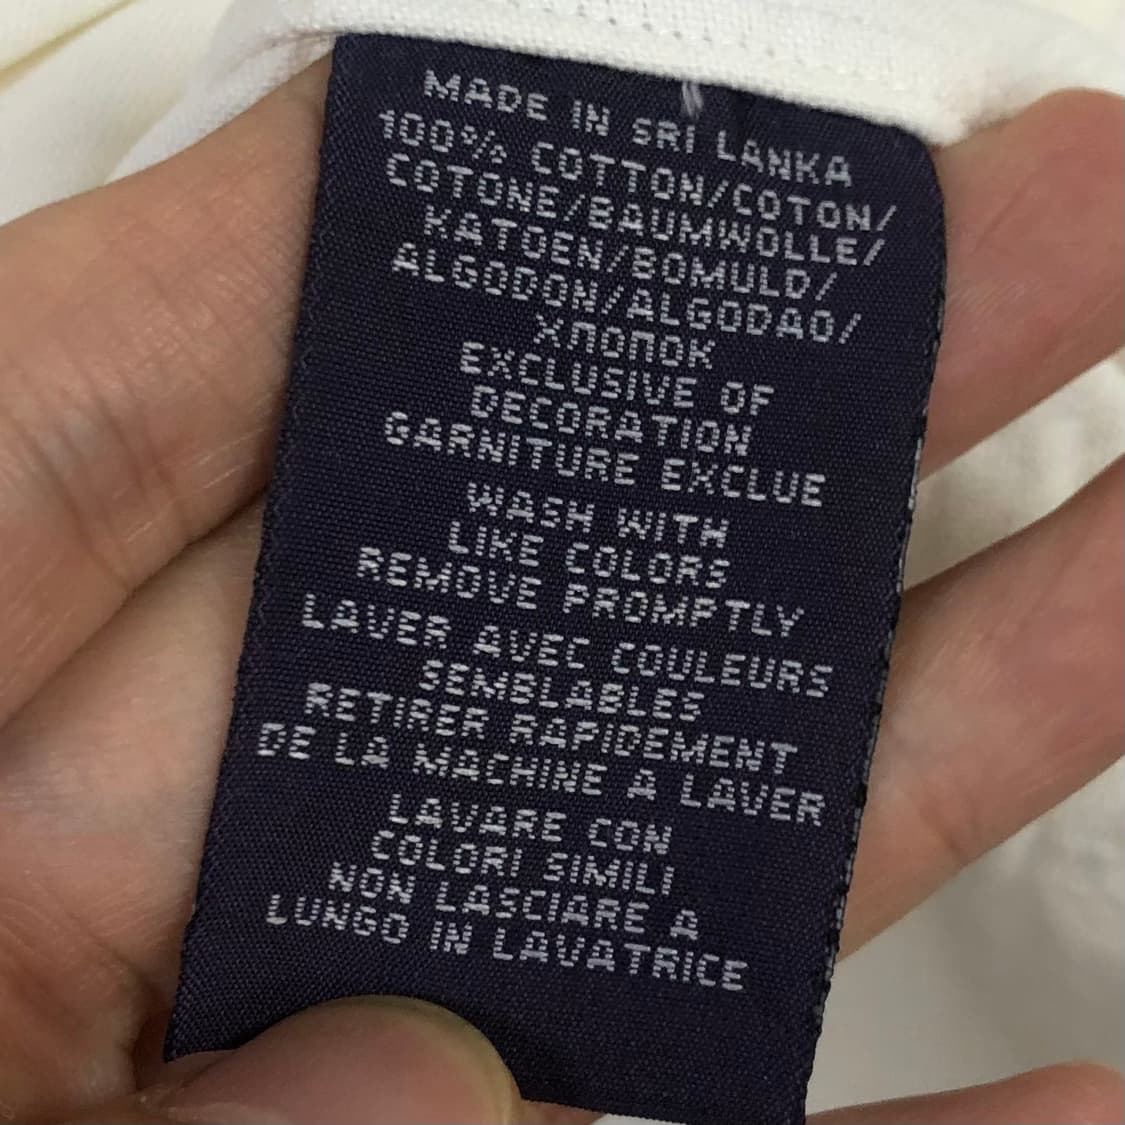 MADE IN SRI LANKA
100% COTTON/COTON/
COTONE/BAUMWOLLE/
KATOEN/BOMULD/
ALGODON/ALGODAO/
ХПОПОК
EXCLUSIVE OF
DECORATION
GARNITURE EXCLUE
WASH WITH
LIKE COLORS
REMOVE PROMPTLY
LAVER AVEC COULEURS
SEMBLABLES
RETIRER RAPIDEMENT
DE LA MACHINE A LAVER
LAVARE CON
COLORI SIMILI
NON LASCIARE A
LUNGO IN LAVATRICE